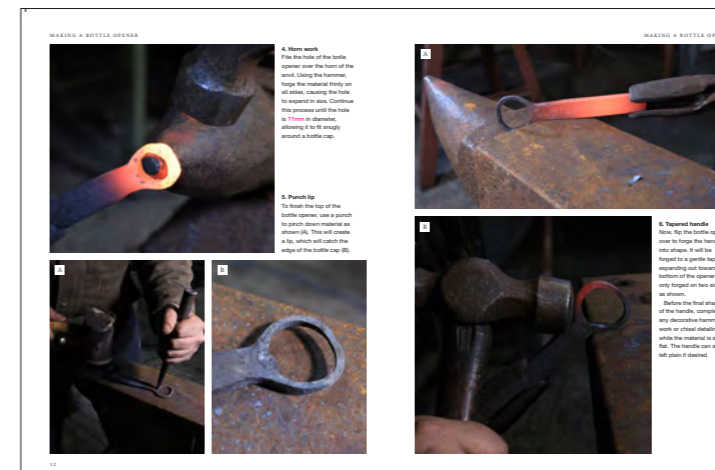 MAKING A BOTTLE OPENER
4. Horn work
Fite the hole of the botle
opener over the horn of the
anvil. Using the hammer,
forge the material thinly on
all sides, causing the hole
to expand in size. Continue
this process until the hole
is ??mm in diameter,
allowing it to fit snugly
around a bottle cap.
5. Punch lip
To finish the top of the
bottle opener, use a punch
to pinch down material as
shown (A). This will create
a lip, which will catch the
edge of the bottle cap (B).
A
B
12
MAKING A BOTTLE OP
A
B
6. Tapered handle
Now, flip the bottle op
over to forge the hand
into shape. It will be
forged to a gentle tap
expanding out toward
bottom of the opener
only forged on two si
as shown.
Before the final sha
of the handle, comple
any decorative hamm
work or chisel detailin
while the material is s
flat. The handle can a
left plain if desired.